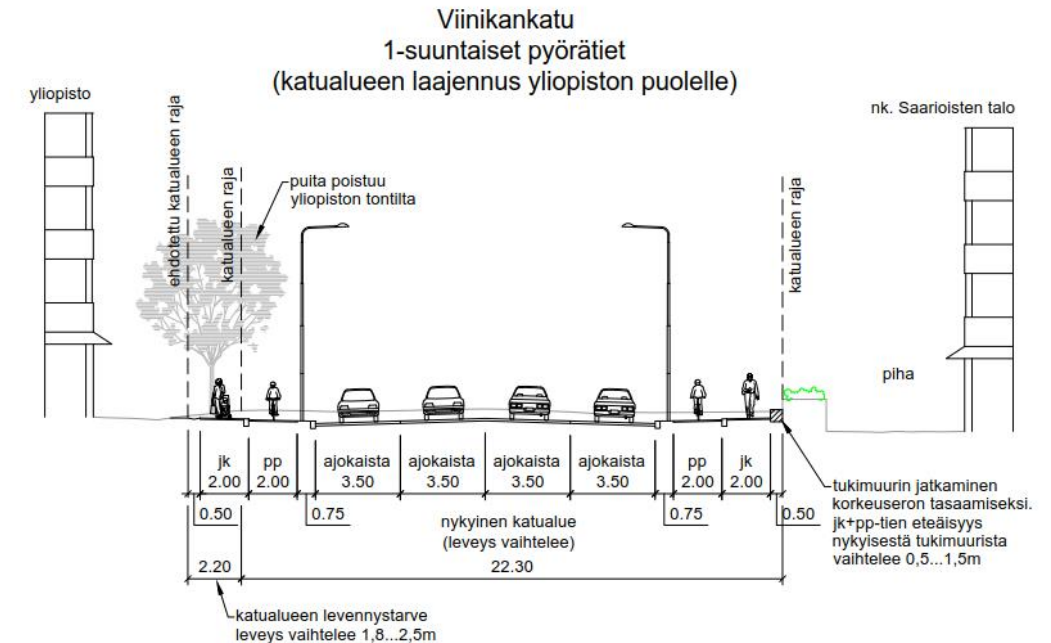 Viinikankatu
1-suuntaiset pyörätiet
(katualueen laajennus yliopiston puolelle)
yliopisto
nk. Saarioisten talo
ehdotettu katualueen raja
katualueen raja
puita poistuu
yliopiston tontilta
katualueen raja
piha
jk
2.00
pp
2.00
ajokaista
3.50
ajokaista
3.50
ajokaista
3.50
ajokaista
3.50
pp
2.00
jk
2.00
0.50
0.75
nykyinen katualue
(leveys vaihtelee)
0.75
0.50
tukimuurin jatkaminen
korkeuseron tasaamiseksi.
jk+pp-tien eteäisyys
nykyisestä tukimuurista
vaihtelee 0,5...1,5m
2.20
22.30
katualueen levennystarve
leveys vaihtelee 1,8...2,5m